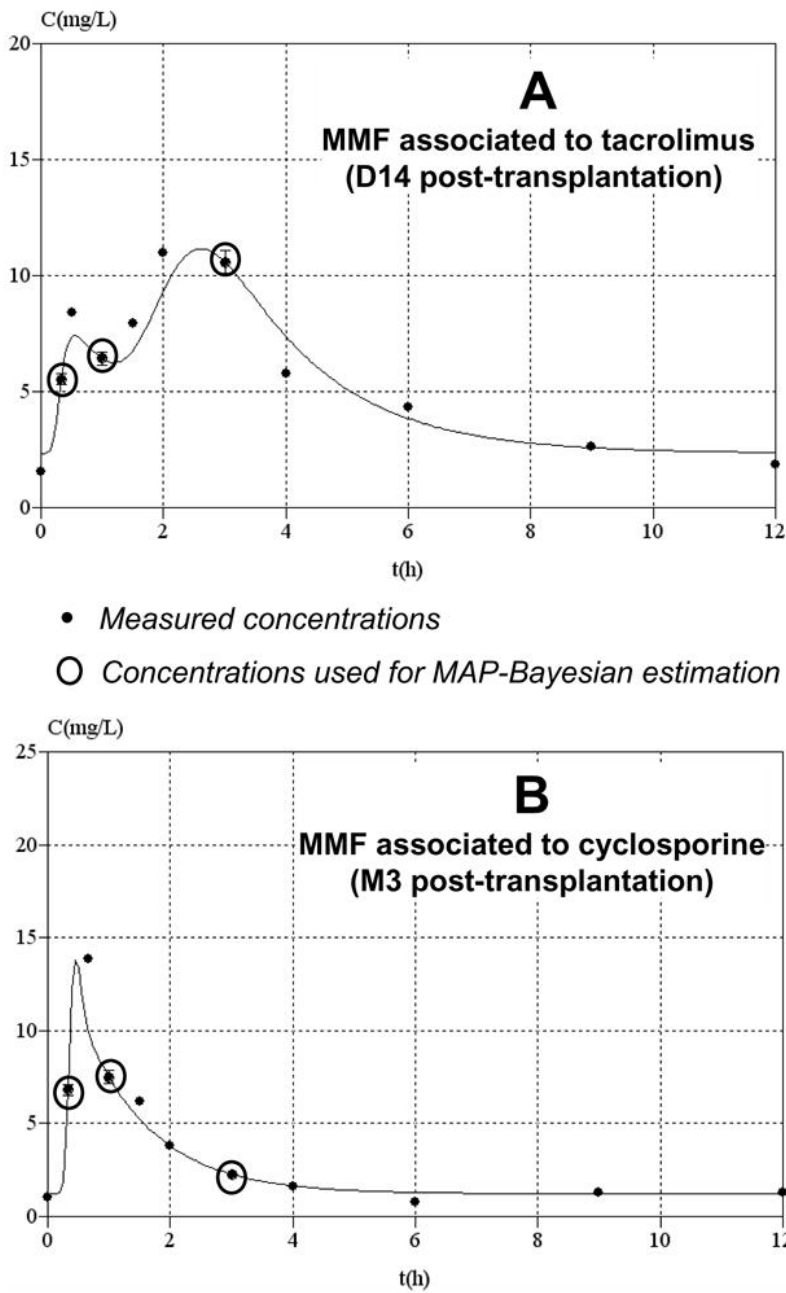 C(mg/L)
20
A
MMF associated to tacrolimus
(D14 post-transplantation)
15
10
5
0
0 2 4 6 8 10 12
t(h)
Measured concentrations
Concentrations used for MAP-Bayesian estimation
C(mg/L)
25
B
MMF associated to cyclosporine
(M3 post-transplantation)
20
15
10
5
0
0 2 4 6 8 10 12
t(h)